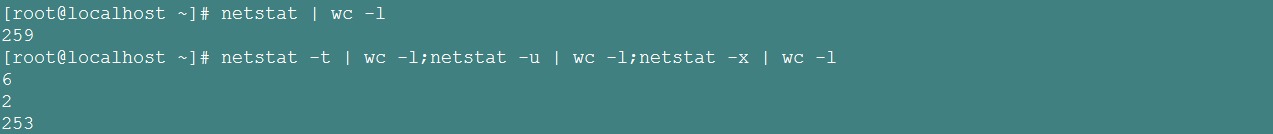 [root@localhost ~]# netstat | wc -l
259
[root@localhost ~]# netstat -t | wc -l;netstat -u | wc -l;netstat -x | wc -l
6
2
253